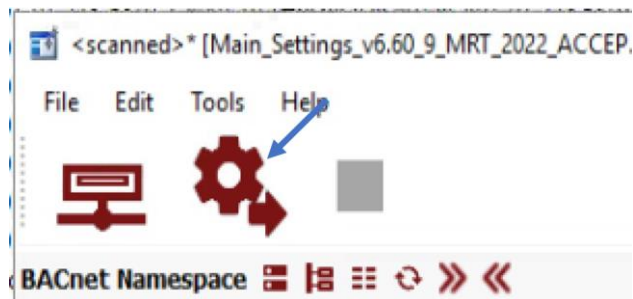 <scanned>* [Main_Settings_v6.60_9_MRT_2022_ACCEP.
File Edit Tools Help
BACnet Namespace